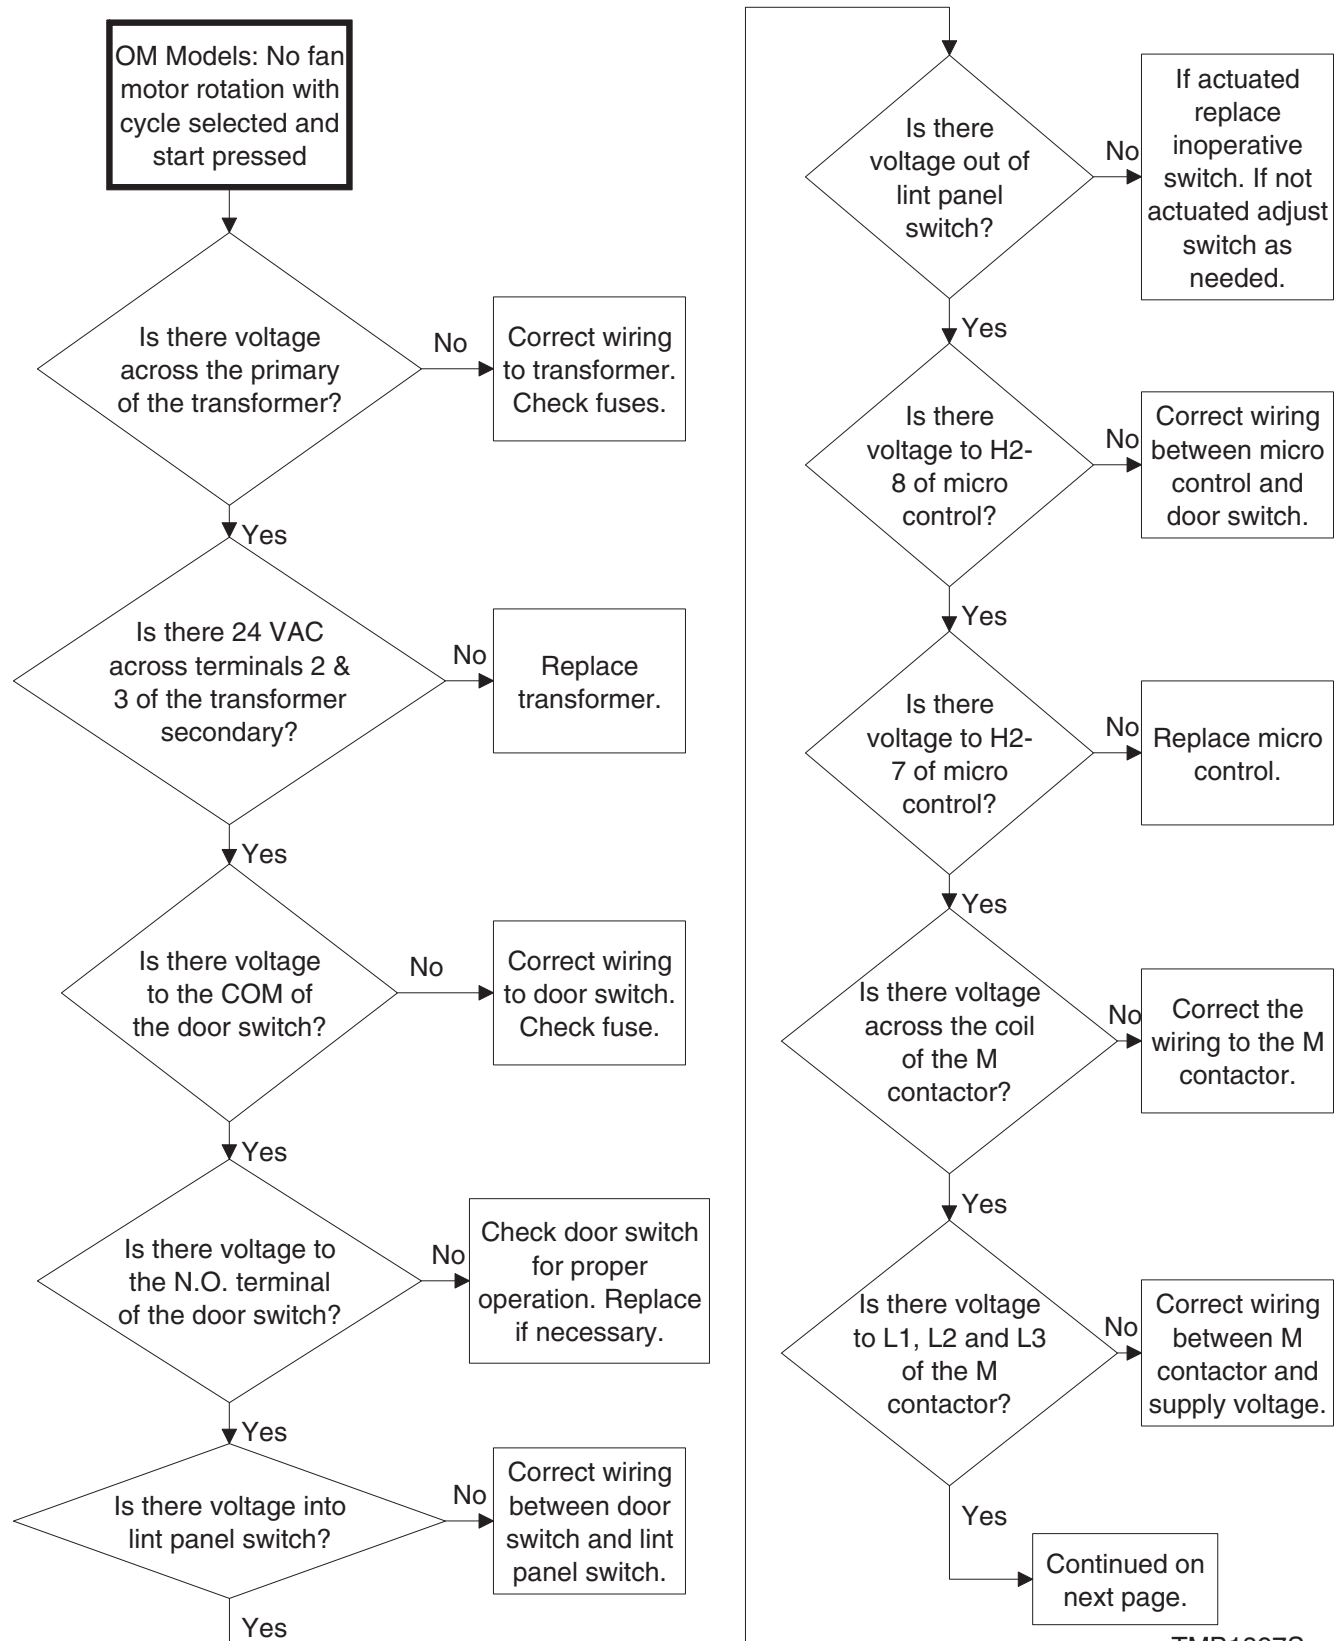 OM Models: No fan
motor rotation with
cycle selected and
start pressed
Is there voltage
across the primary
of the transformer?
No
Correct wiring
to transformer.
Check fuses.
Yes
Is there 24 VAC
across terminals 2 &
3 of the transformer
secondary?
No
Replace
transformer.
Yes
Is there voltage
to the COM of
the door switch?
No
Correct wiring
to door switch.
Check fuse.
Yes
Is there voltage to
the N.O. terminal
of the door switch?
No
Check door switch
for proper
operation. Replace
if necessary.
Yes
Is there voltage into
lint panel switch?
No
Correct wiring
between door
switch and lint
panel switch.
Yes
Is there
voltage out of
lint panel
switch?
No
If actuated
replace
inoperative
switch. If not
actuated adjust
switch as
needed.
Yes
Is there
voltage to H2-
8 of micro
control?
No
Correct wiring
between micro
control and
door switch.
Yes
Is there
voltage to H2-
7 of micro
control?
No
Replace micro
control.
Yes
Is there voltage
across the coil
of the M
contactor?
No
Correct the
wiring to the M
contactor.
Yes
Is there voltage
to L1, L2 and L3
of the M
contactor?
No
Correct wiring
between M
contactor and
supply voltage.
Yes
Continued on
next page.